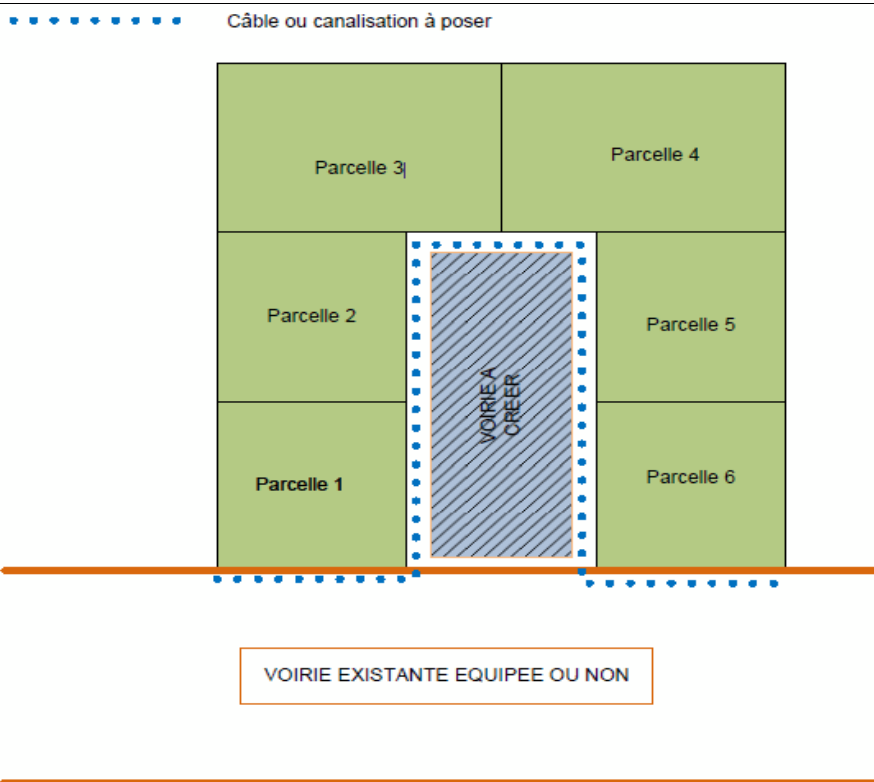 Câble ou canalisation à poser
Parcelle 3
Parcelle 4
Parcelle 2
Parcelle 5
VOIRIE A
CREER
Parcelle 1
Parcelle 6
VOIRIE EXISTANTE EQUIPEE OU NON